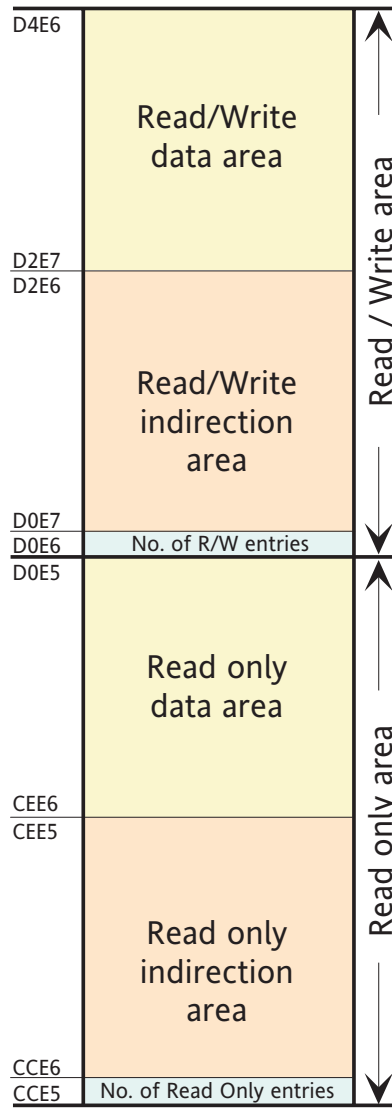 D4E6
Read/Write
data area
D2E7
D2E6
Read/Write
indirection
area
D0E7
D0E6
No. of R/W entries
Read / Write area
D0E5
Read only
data area
CEE6
CEE5
Read only
indirection
area
CCE6
CCE5
No. of Read Only entries
Read only area